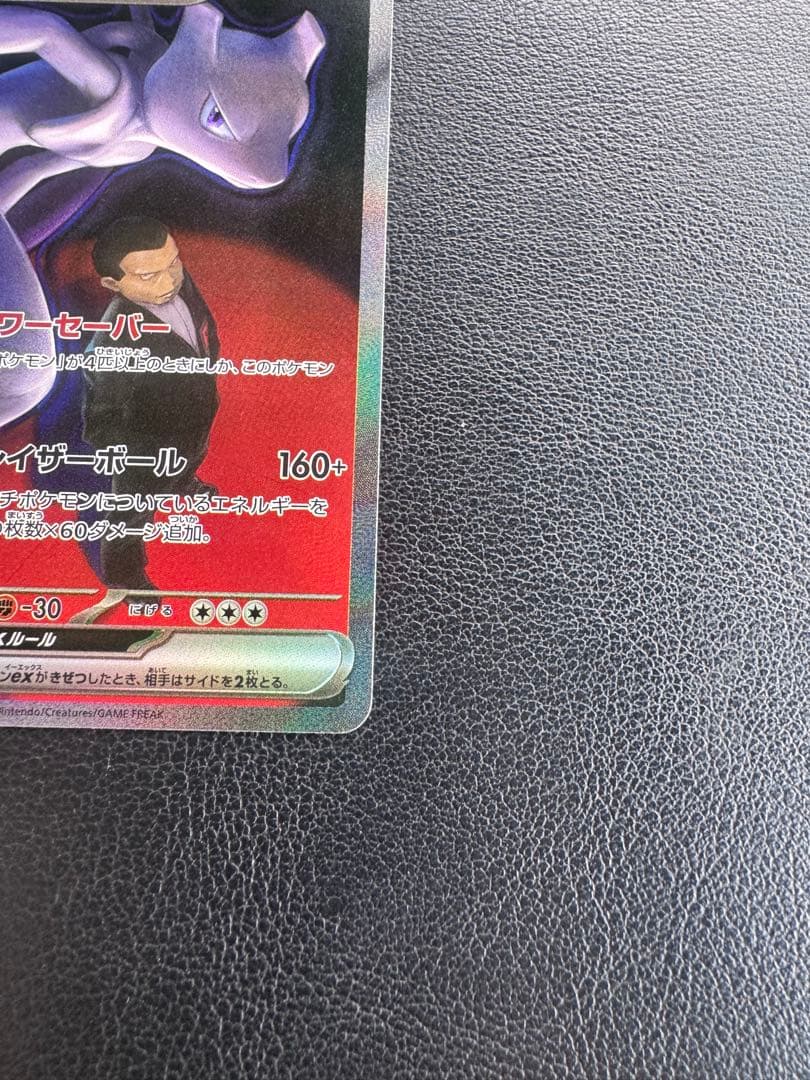 ワーセーバー
ポケモン」が4匹以上のときにしか、このポケモン
イザーボール 160+
チポケモンについているエネルギーを
枚数×60ダメージ追加。
-30 にげる
ルール
ンexがきぜつしたとき、相手はサイドを2枚とる。
Nintendo/Creatures/GAME FREAK